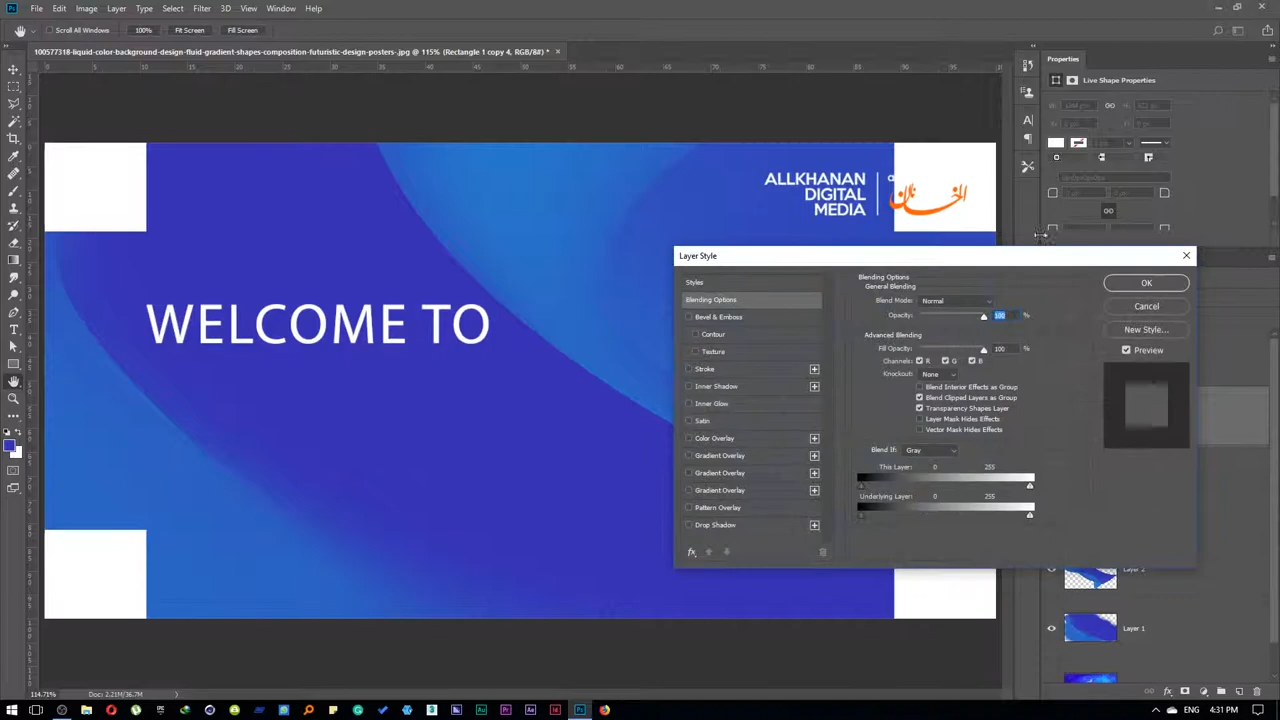 Ps File Edit Image Layer Type Select Filter 3D View Window Help
Scroll All Windows 100% Fit Screen Fill Screen
100577318-liquid-color-background-design-fluid-gradient-shapes-composition-futuristic-design-posters-.jpg @ 115% (Rectangle 1 copy 4, RGB/8#) *
Properties
Live Shape Properties
ALLKHANAN
DIGITAL
MEDIA
الخانان
WELCOME TO
Layer Style
Styles
Blending Options
Bevel & Emboss
Contour
Texture
Stroke
Inner Shadow
Inner Glow
Satin
Color Overlay
Gradient Overlay
Gradient Overlay
Gradient Overlay
Pattern Overlay
Drop Shadow
fx
Blending Options
General Blending
Blend Mode: Normal
Opacity: 100 %
Advanced Blending
Fill Opacity: 100 %
Channels: R G B
Knockout: None
Blend Interior Effects as Group
Blend Clipped Layers as Group
Transparency Shapes Layer
Layer Mask Hides Effects
Vector Mask Hides Effects
Blend If: Gray
This Layer: 0 255
Underlying Layer: 0 255
OK
Cancel
New Style...
Preview
Layer 2
Layer 1
114.71% Doc: 2.21M/36.7M
4:31 PM